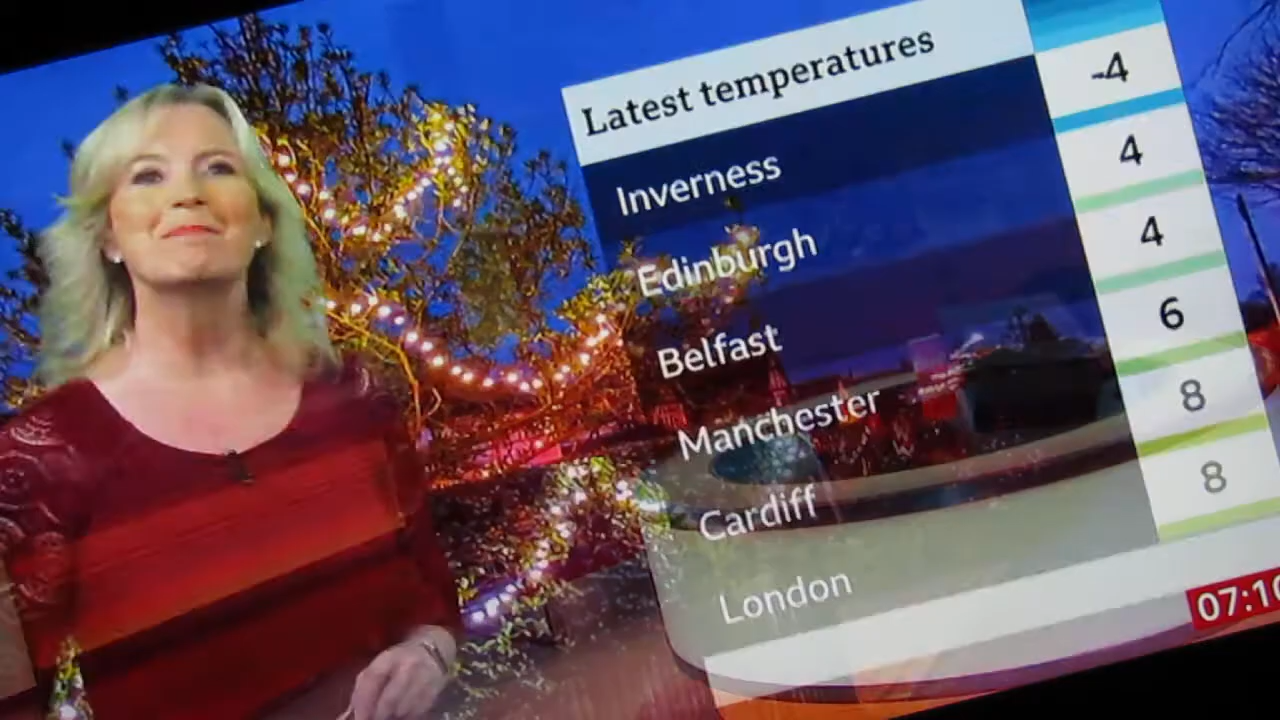 Latest temperatures
Inverness -4
Edinburgh 4
Belfast 4
Manchester 6
Cardiff 8
London 8
07:10